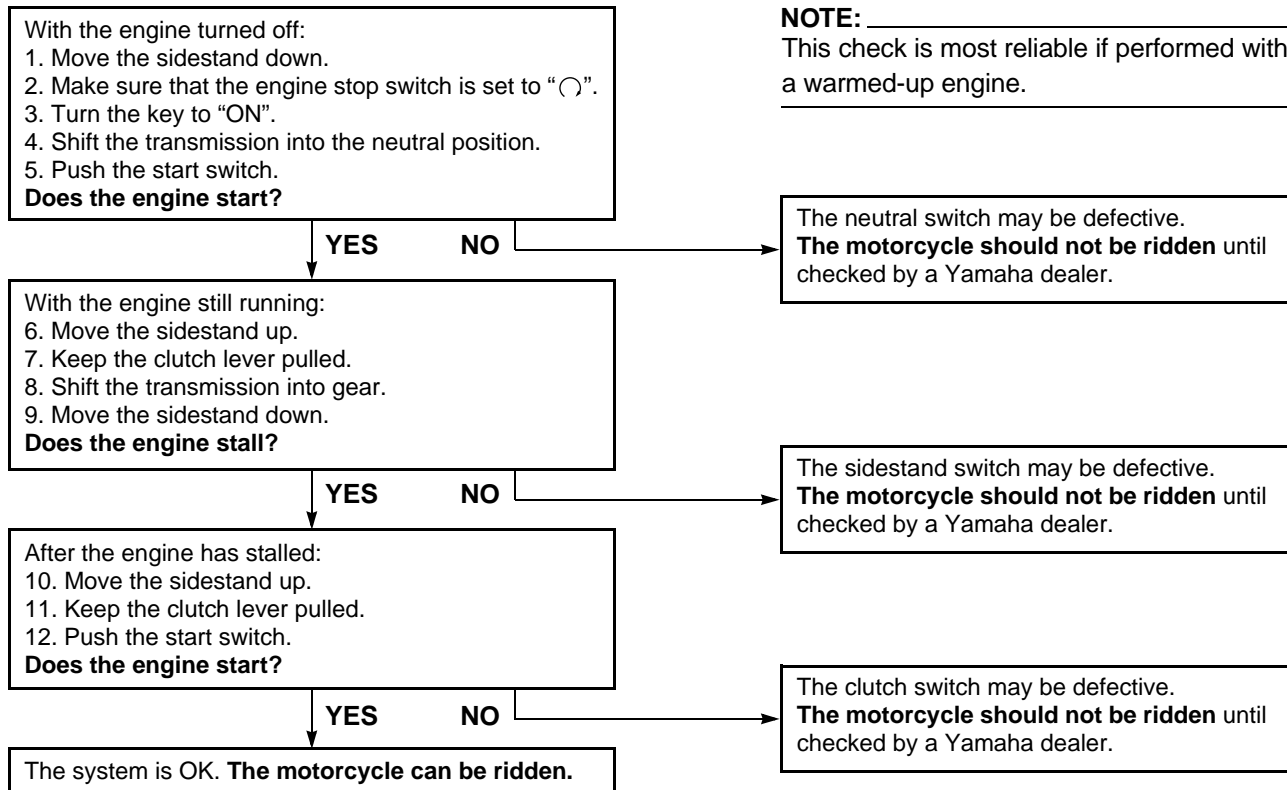 With the engine turned off:
1. Move the sidestand down.
2. Make sure that the engine stop switch is set to “○”.
3. Turn the key to “ON”.
4. Shift the transmission into the neutral position.
5. Push the start switch.
Does the engine start?
NOTE:
This check is most reliable if performed with
a warmed-up engine.
YES NO
The neutral switch may be defective.
The motorcycle should not be ridden until
checked by a Yamaha dealer.
With the engine still running:
6. Move the sidestand up.
7. Keep the clutch lever pulled.
8. Shift the transmission into gear.
9. Move the sidestand down.
Does the engine stall?
YES NO
The sidestand switch may be defective.
The motorcycle should not be ridden until
checked by a Yamaha dealer.
After the engine has stalled:
10. Move the sidestand up.
11. Keep the clutch lever pulled.
12. Push the start switch.
Does the engine start?
YES NO
The clutch switch may be defective.
The motorcycle should not be ridden until
checked by a Yamaha dealer.
The system is OK. The motorcycle can be ridden.